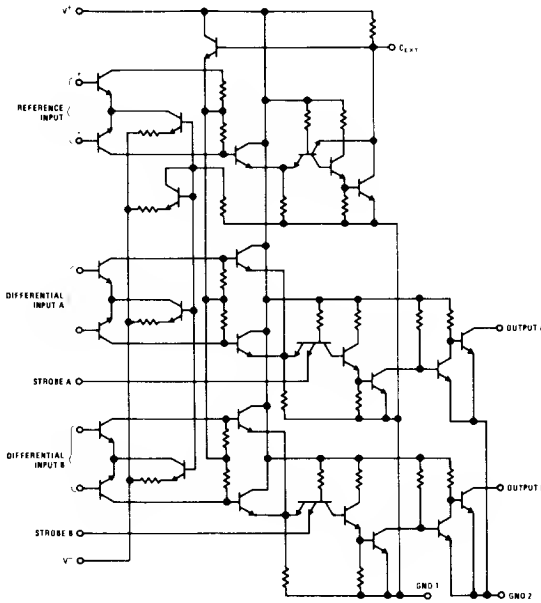 V+
CEXT
+
REFERENCE
INPUT
-
DIFFERENTIAL
INPUT A
OUTPUT
STROBE A
DIFFERENTIAL
INPUT B
OUTPUT
STROBE B
V-
GND 1
GND 2